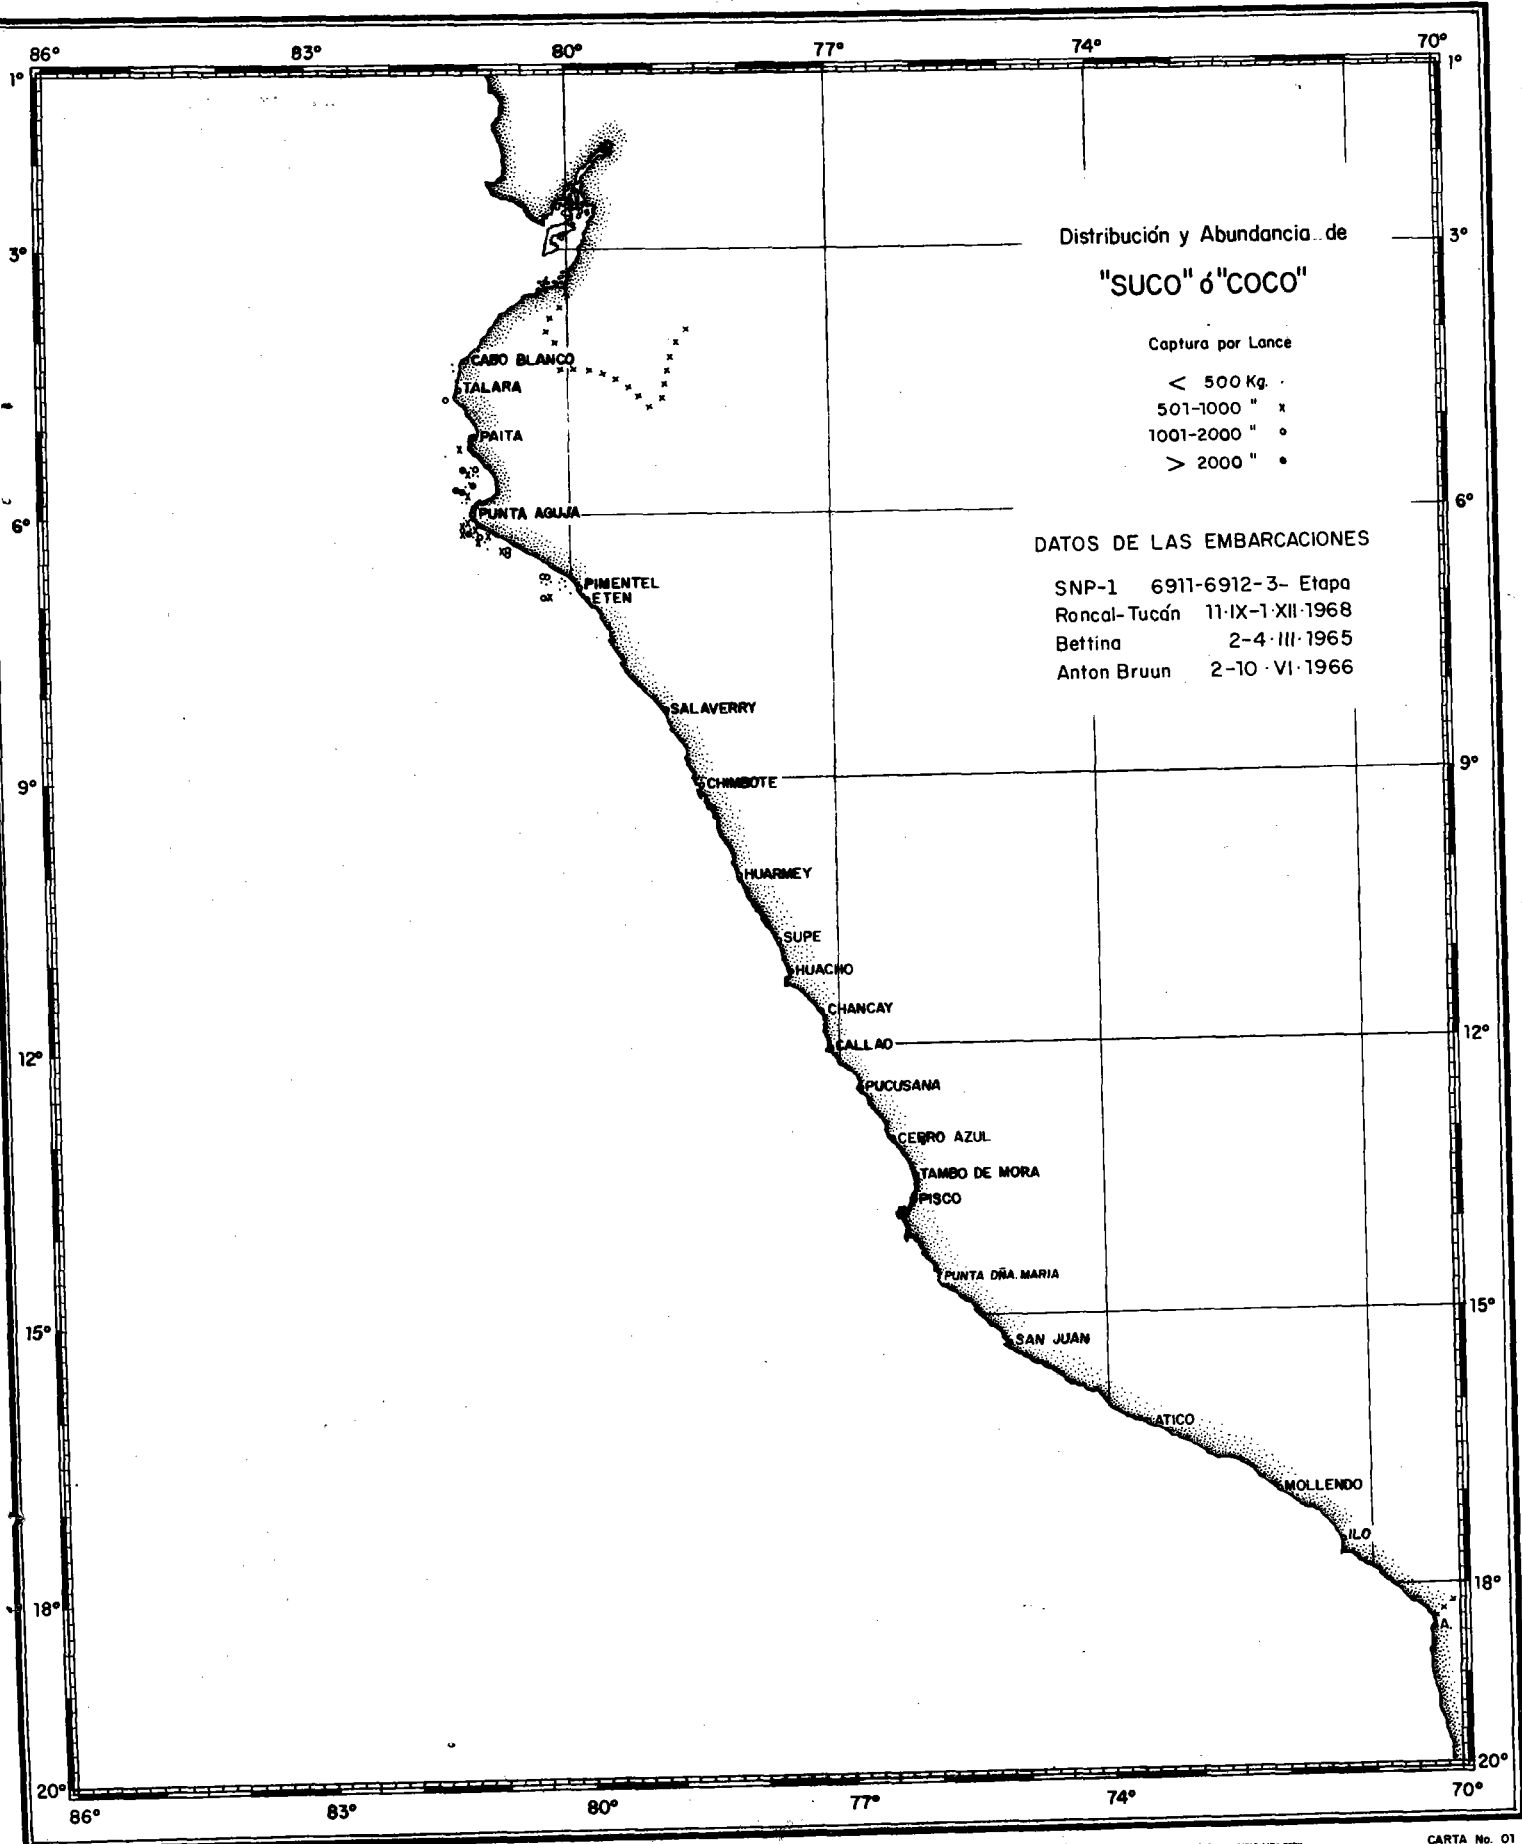 86° 83° 80° 77° 74° 70°
1° 1°
3° 3°
Distribución y Abundancia de
"SUCO" ó "COCO"
Captura por Lance
< 500 Kg. ·
501-1000 " x
1001-2000 " o
> 2000 " •
CABO BLANCO
TALARA
PAITA
6° 6°
PUNTA AGUJA
DATOS DE LAS EMBARCACIONES
SNP-1 6911-6912-3- Etapa
Roncal-Tucán 11·IX-1·XII·1968
Bettina 2-4·III·1965
Anton Bruun 2-10·VI·1966
PIMENTEL
ETEN
SALAVERRY
9° 9°
CHIMBOTE
HUARMEY
SUPE
HUACHO
CHANCAY
12° 12°
CALLAO
PUCUSANA
CERRO AZUL
TAMBO DE MORA
PISCO
PUNTA DÑA. MARIA
15° 15°
SAN JUAN
ATICO
MOLLENDO
ILO
18° 18°
A.
20° 20°
86° 83° 80° 77° 74° 70°
CARTA No. 01